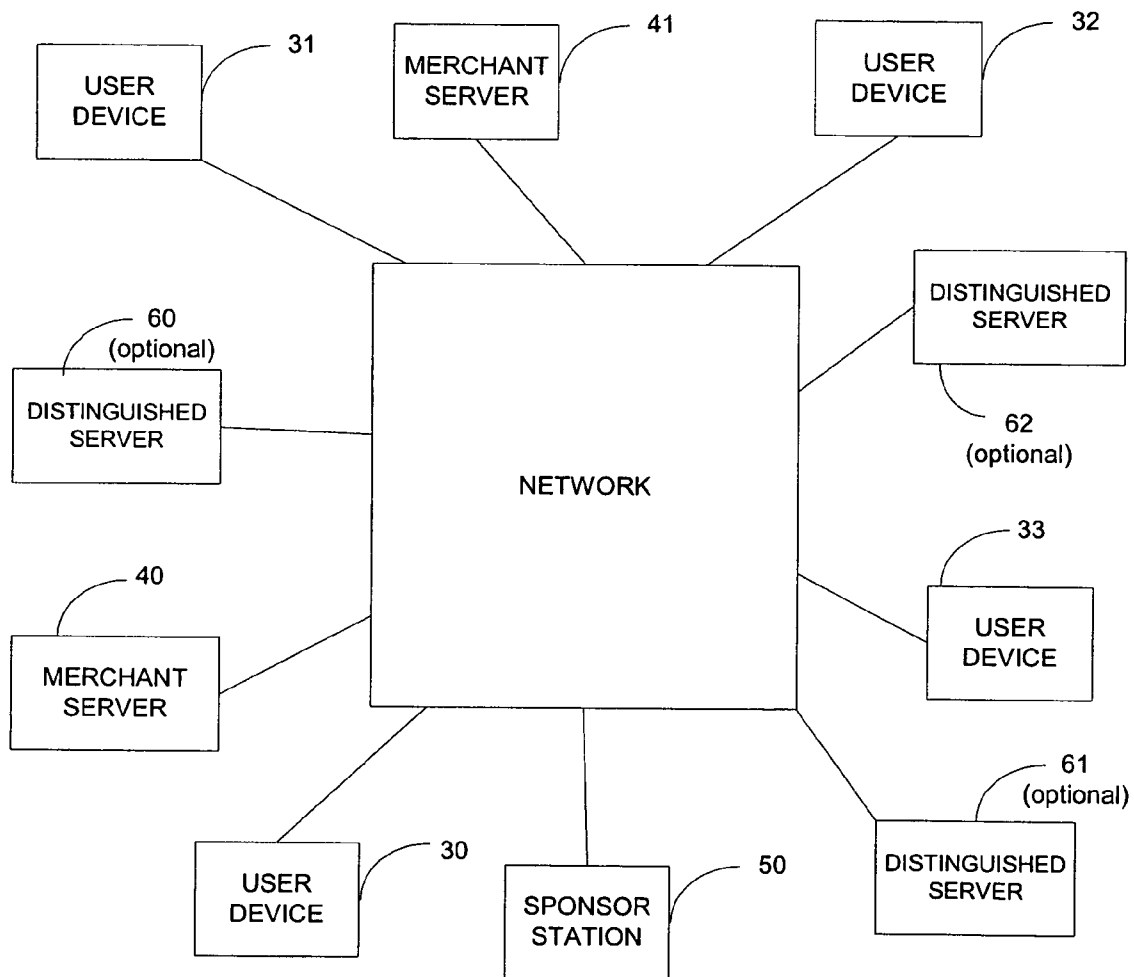 31
USER
DEVICE
41
MERCHANT
SERVER
32
USER
DEVICE
60
(optional)
DISTINGUISHED
SERVER
DISTINGUISHED
SERVER
62
(optional)
NETWORK
40
MERCHANT
SERVER
33
USER
DEVICE
61
(optional)
DISTINGUISHED
SERVER
30
USER
DEVICE
50
SPONSOR
STATION